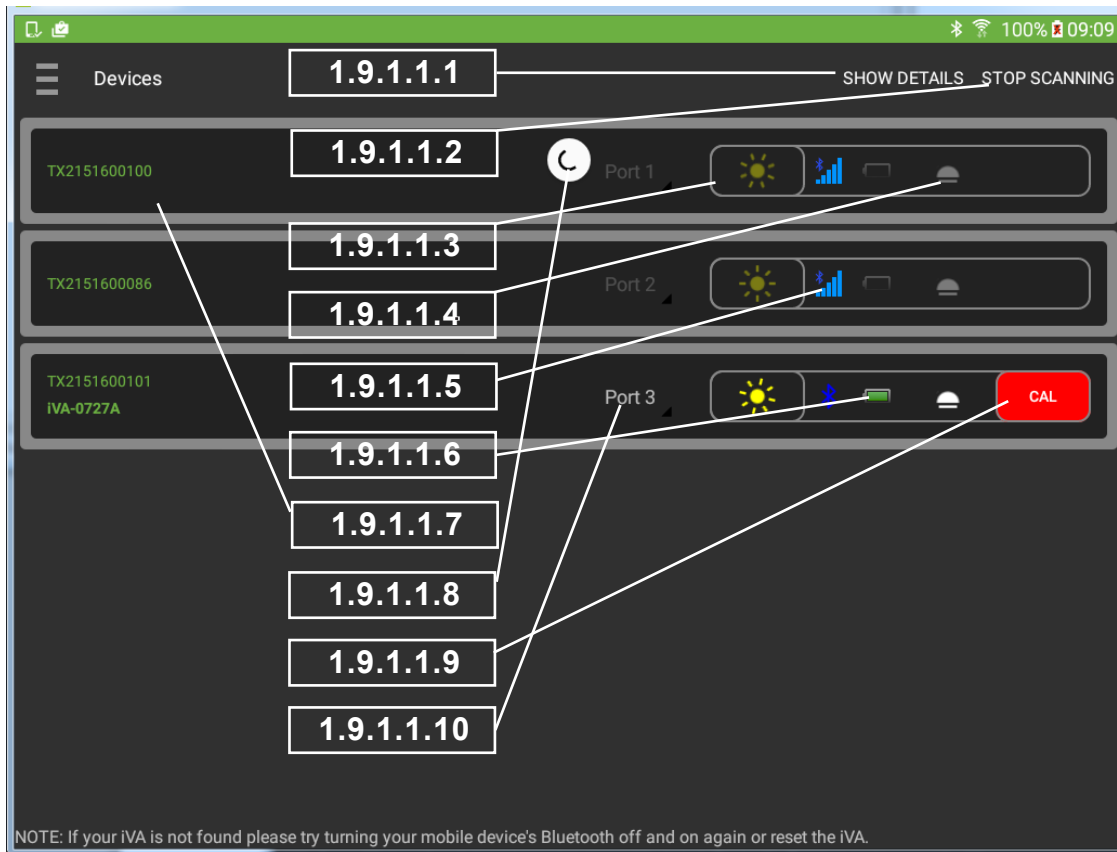 100% 09:09
Devices 1.9.1.1.1 SHOW DETAILS STOP SCANNING
1.9.1.1.2
TX2151600100 Port 1
1.9.1.1.3
TX2151600086 Port 2
1.9.1.1.4
TX2151600101
1.9.1.1.5
iVA-0727A Port 3 CAL
1.9.1.1.6
1.9.1.1.7
1.9.1.1.8
1.9.1.1.9
1.9.1.1.10
NOTE: If your iVA is not found please try turning your mobile device's Bluetooth off and on again or reset the iVA.